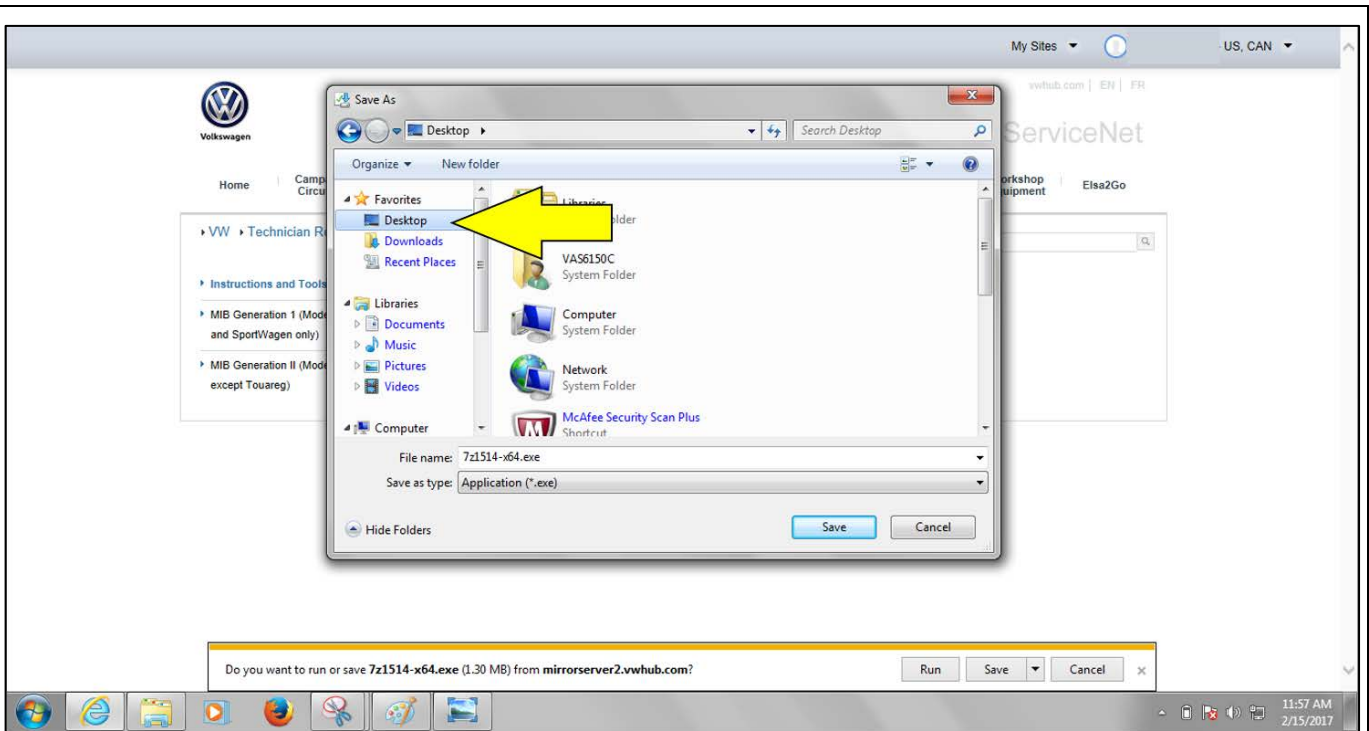 My Sites
US, CAN
vwhub.com | EN | FR
Volkswagen
ServiceNet
Home
Elsa2Go
VW Technician
Instructions and Tools
MIB Generation 1
and SportWagen only)
MIB Generation II
except Touareg)
Save As
Desktop
Search Desktop
Organize
New folder
Favorites
Desktop
Downloads
Recent Places
Libraries
Documents
Music
Pictures
Videos
Computer
Libraries
VAS6150C
System Folder
Computer
System Folder
Network
System Folder
McAfee Security Scan Plus
Shortcut
File name: 7z1514-x64.exe
Save as type: Application (*.exe)
Hide Folders
Save
Cancel
Do you want to run or save 7z1514-x64.exe (1.30 MB) from mirrorserver2.vwhub.com?
Run
Save
Cancel
11:57 AM
2/15/2017